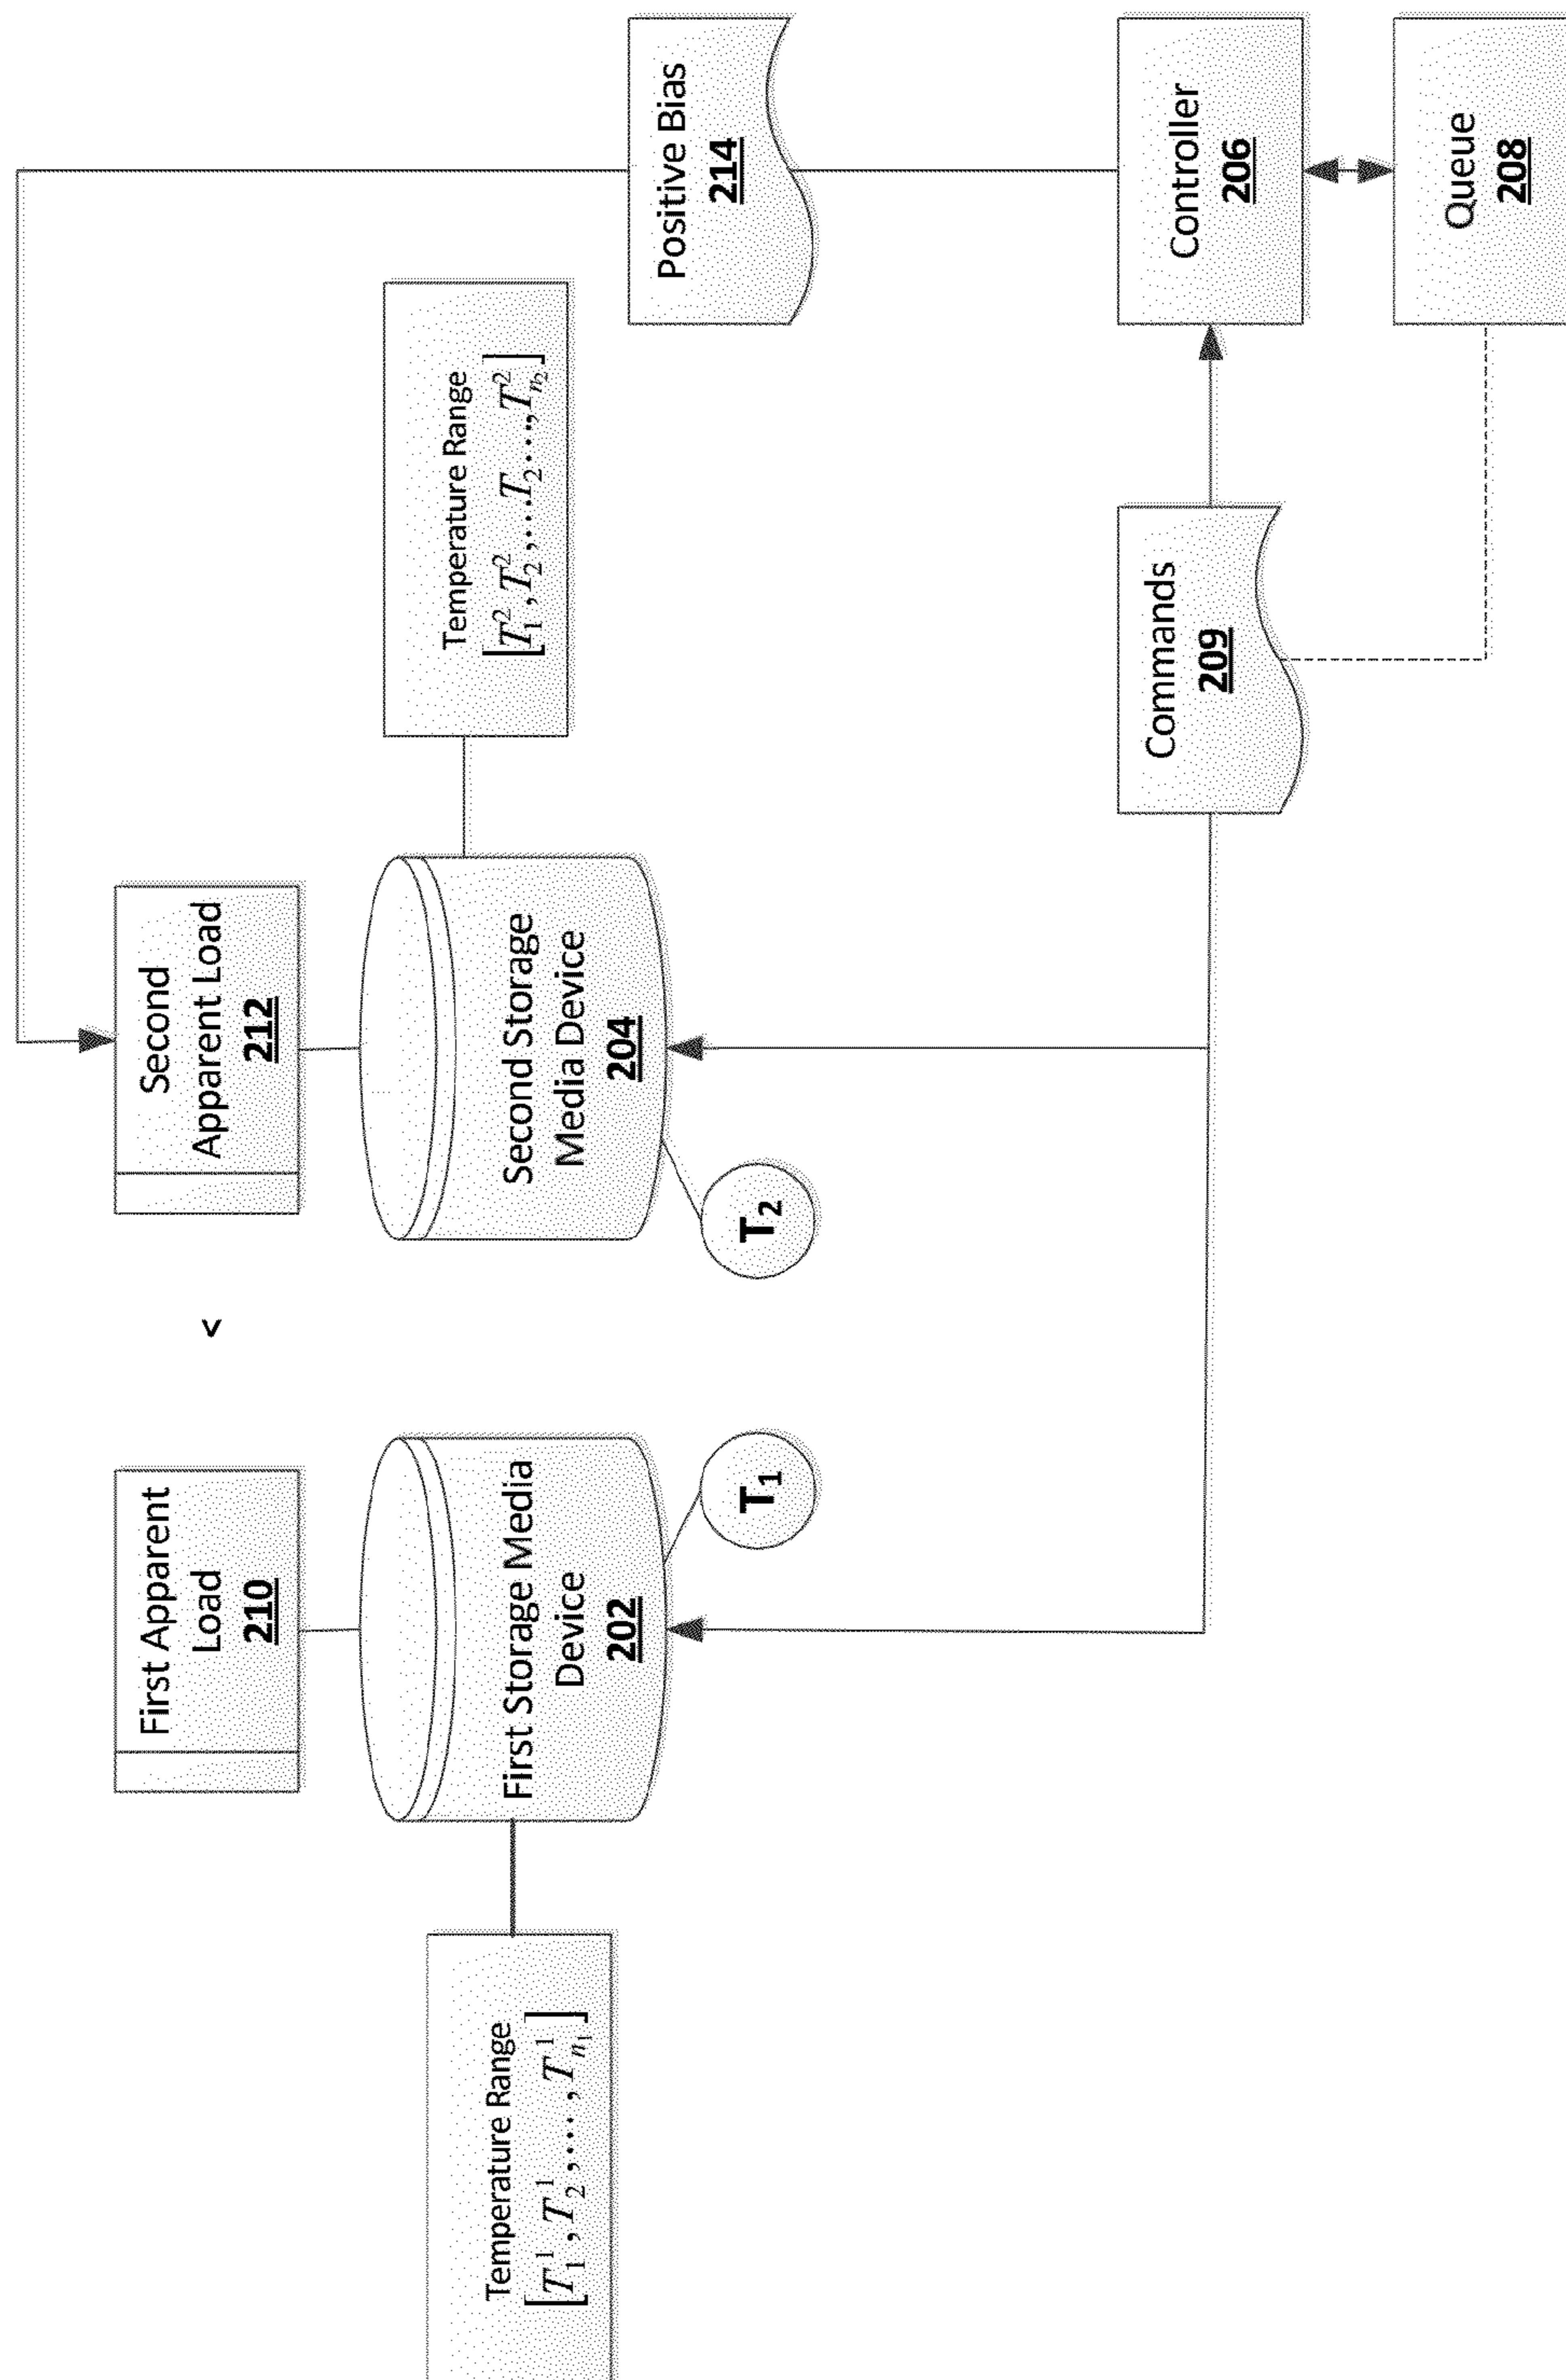 First Apparent
Load
210
<
Second
Apparent Load
212
Temperature Range
[T₁¹,T₂¹,....,Tₙ₁¹]
First Storage Media
Device
202
Second Storage
Media Device
204
Temperature Range
[T₁²,T₂²,....T₂....,Tₙ₂²]
T₁
T₂
Positive Bias
214
Commands
209
Controller
206
Queue
208